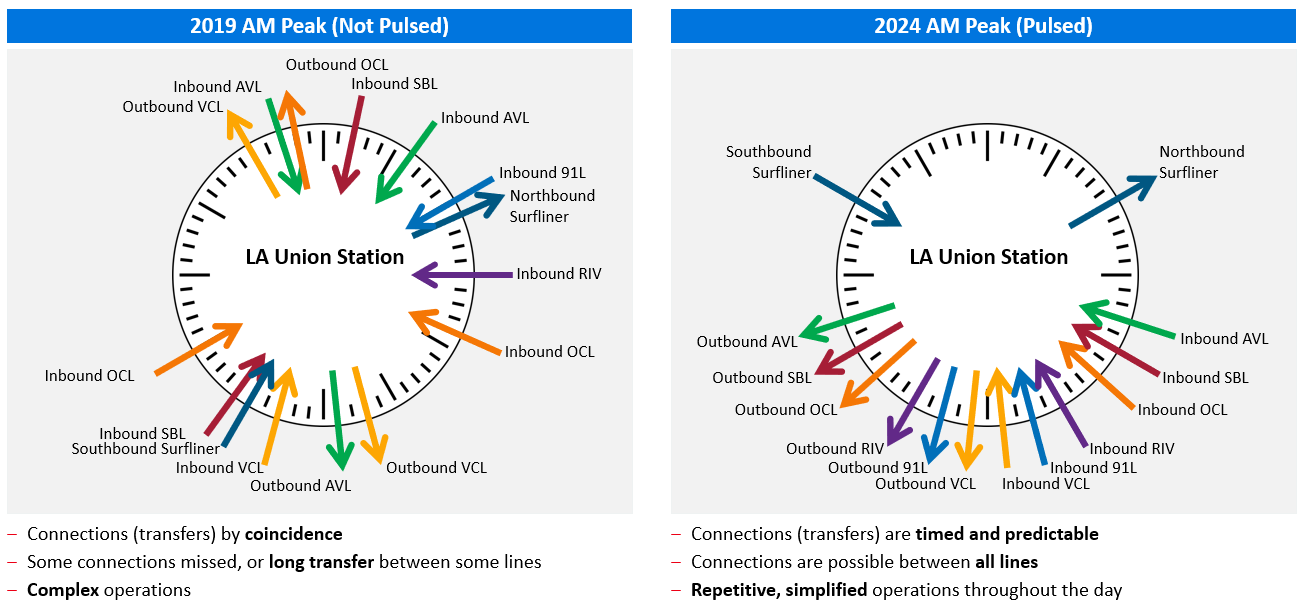 2019 AM Peak (Not Pulsed)
Outbound OCL
Inbound AVL
Inbound SBL
Outbound VCL
Inbound AVL
Inbound 91L
Northbound
Surfliner
LA Union Station
Inbound RIV
Inbound OCL
Inbound OCL
Inbound SBL
Southbound Surfliner
Inbound VCL
Outbound VCL
Outbound AVL
– Connections (transfers) by coincidence
– Some connections missed, or long transfer between some lines
– Complex operations
2024 AM Peak (Pulsed)
Southbound
Surfliner
Northbound
Surfliner
LA Union Station
Outbound AVL
Inbound AVL
Outbound SBL
Inbound SBL
Outbound OCL
Inbound OCL
Outbound RIV
Inbound RIV
Outbound 91L
Inbound 91L
Outbound VCL
Inbound VCL
– Connections (transfers) are timed and predictable
– Connections are possible between all lines
– Repetitive, simplified operations throughout the day